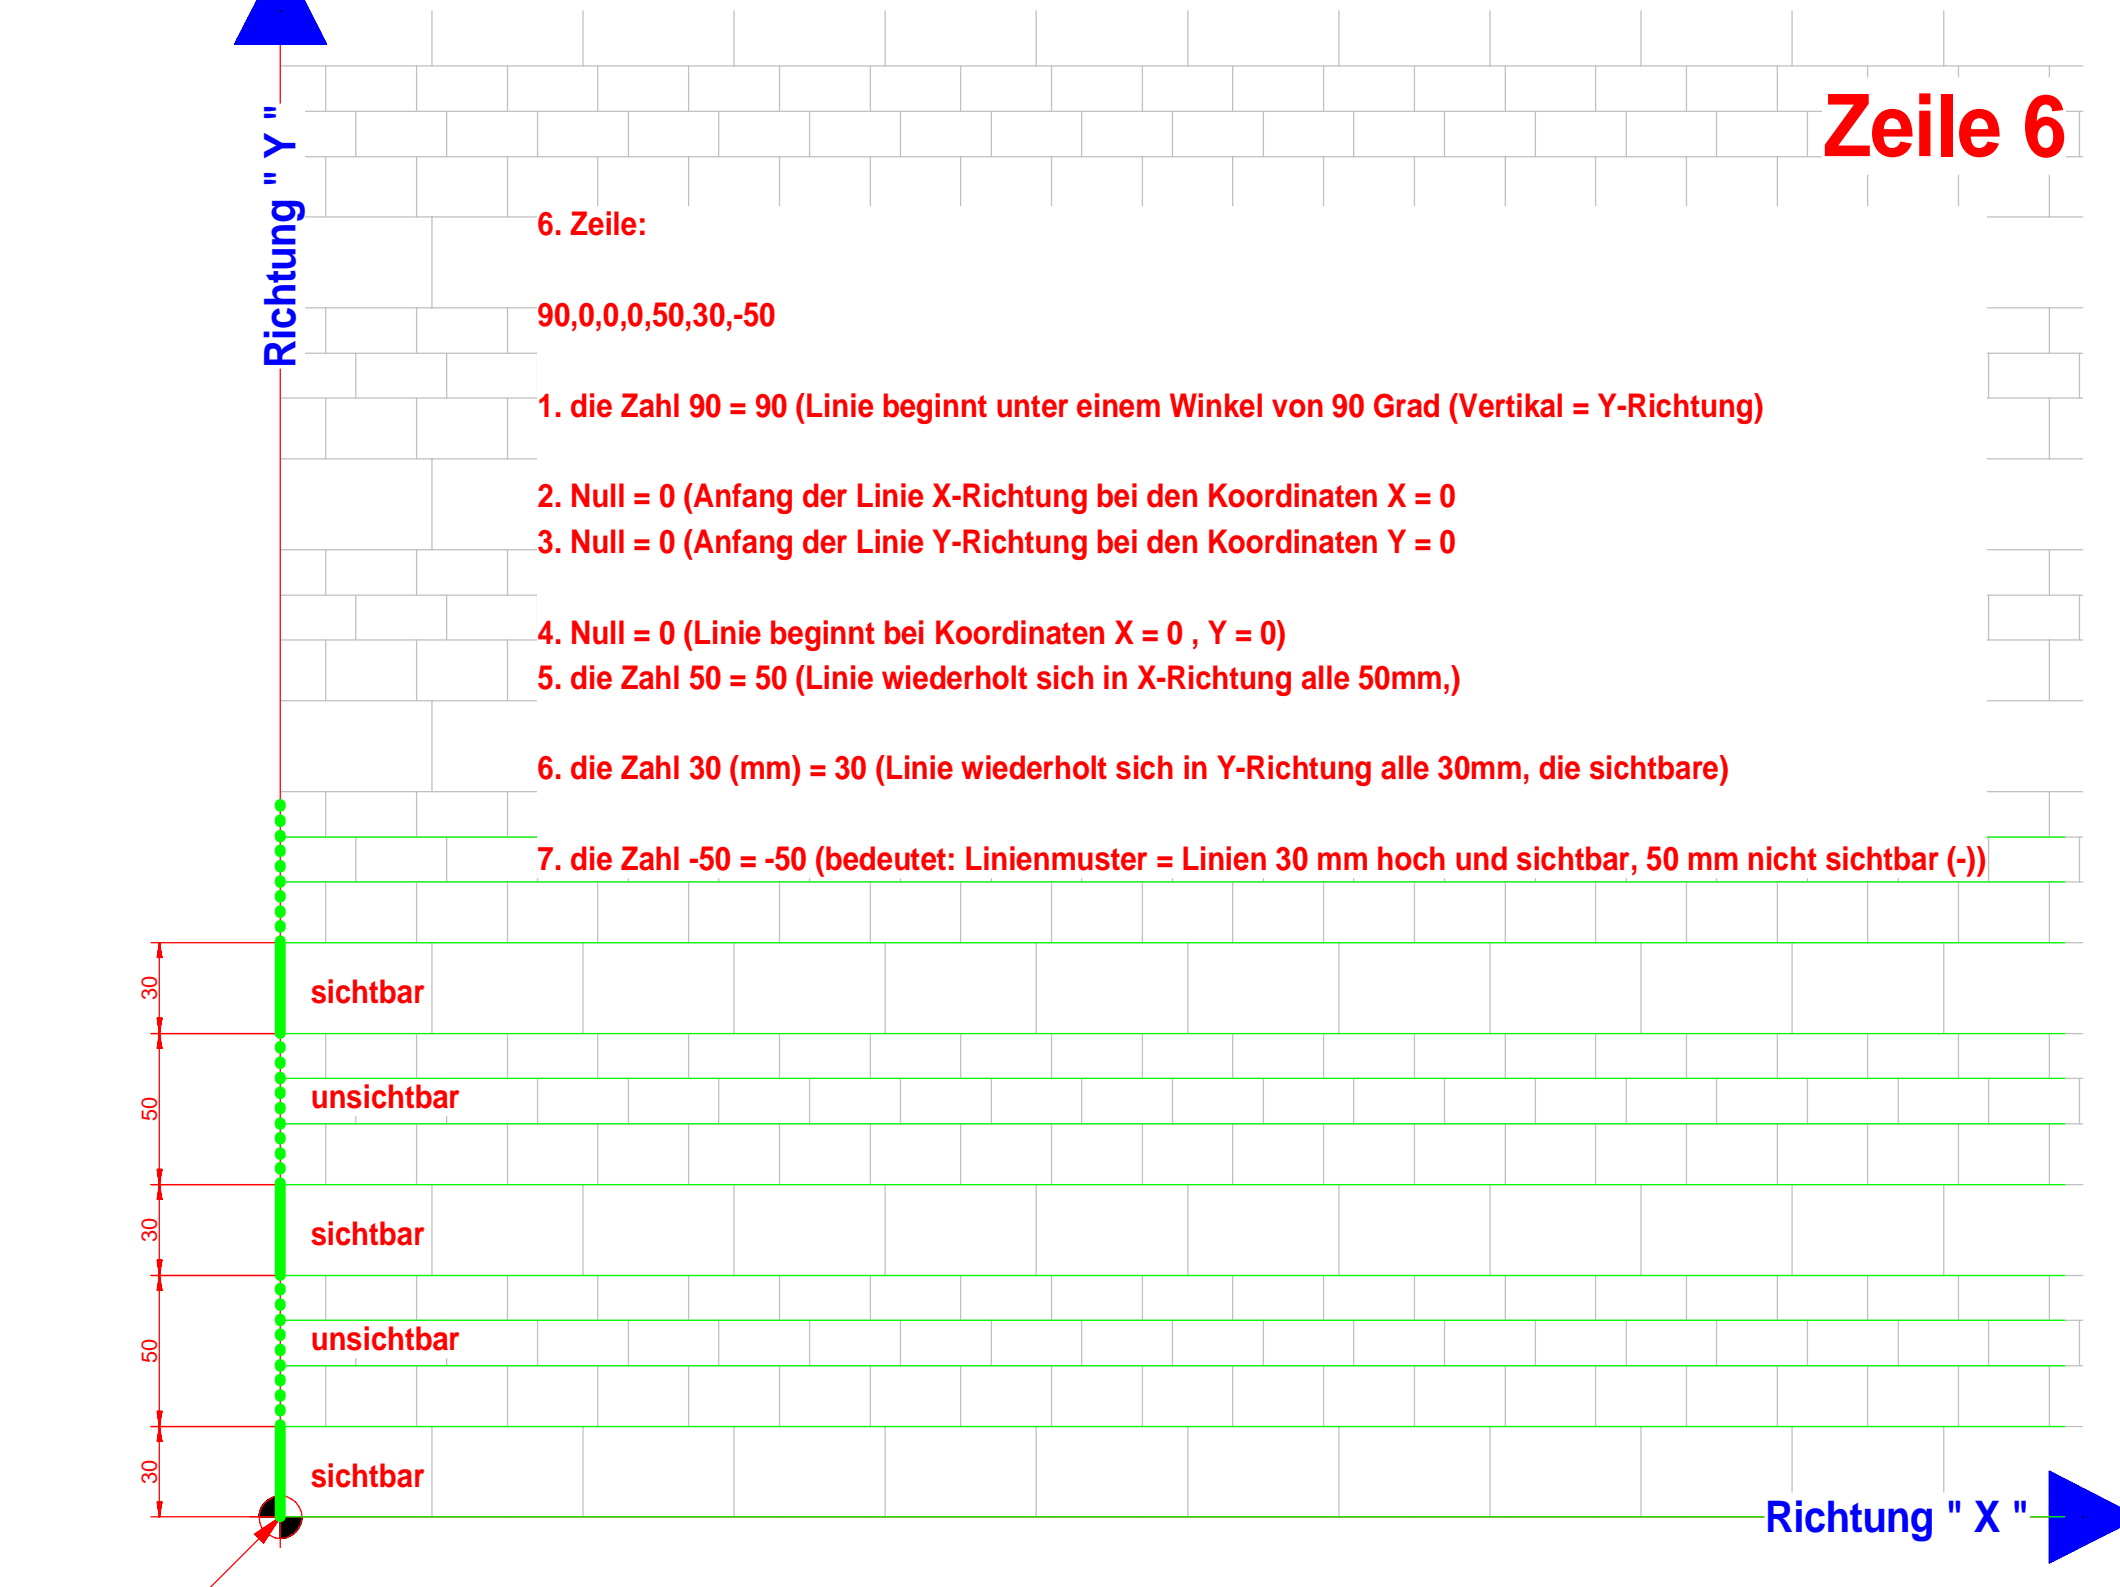 Zeile 6
Richtung " Y "
6. Zeile:
90,0,0,0,50,30,-50
1. die Zahl 90 = 90 (Linie beginnt unter einem Winkel von 90 Grad (Vertikal = Y-Richtung)
2. Null = 0 (Anfang der Linie X-Richtung bei den Koordinaten X = 0
3. Null = 0 (Anfang der Linie Y-Richtung bei den Koordinaten Y = 0
4. Null = 0 (Linie beginnt bei Koordinaten X = 0 , Y = 0)
5. die Zahl 50 = 50 (Linie wiederholt sich in X-Richtung alle 50mm,)
6. die Zahl 30 (mm) = 30 (Linie wiederholt sich in Y-Richtung alle 30mm, die sichtbare)
7. die Zahl -50 = -50 (bedeutet: Linienmuster = Linien 30 mm hoch und sichtbar, 50 mm nicht sichtbar (-))
30
sichtbar
50
unsichtbar
30
sichtbar
50
unsichtbar
30
sichtbar
Richtung " X "